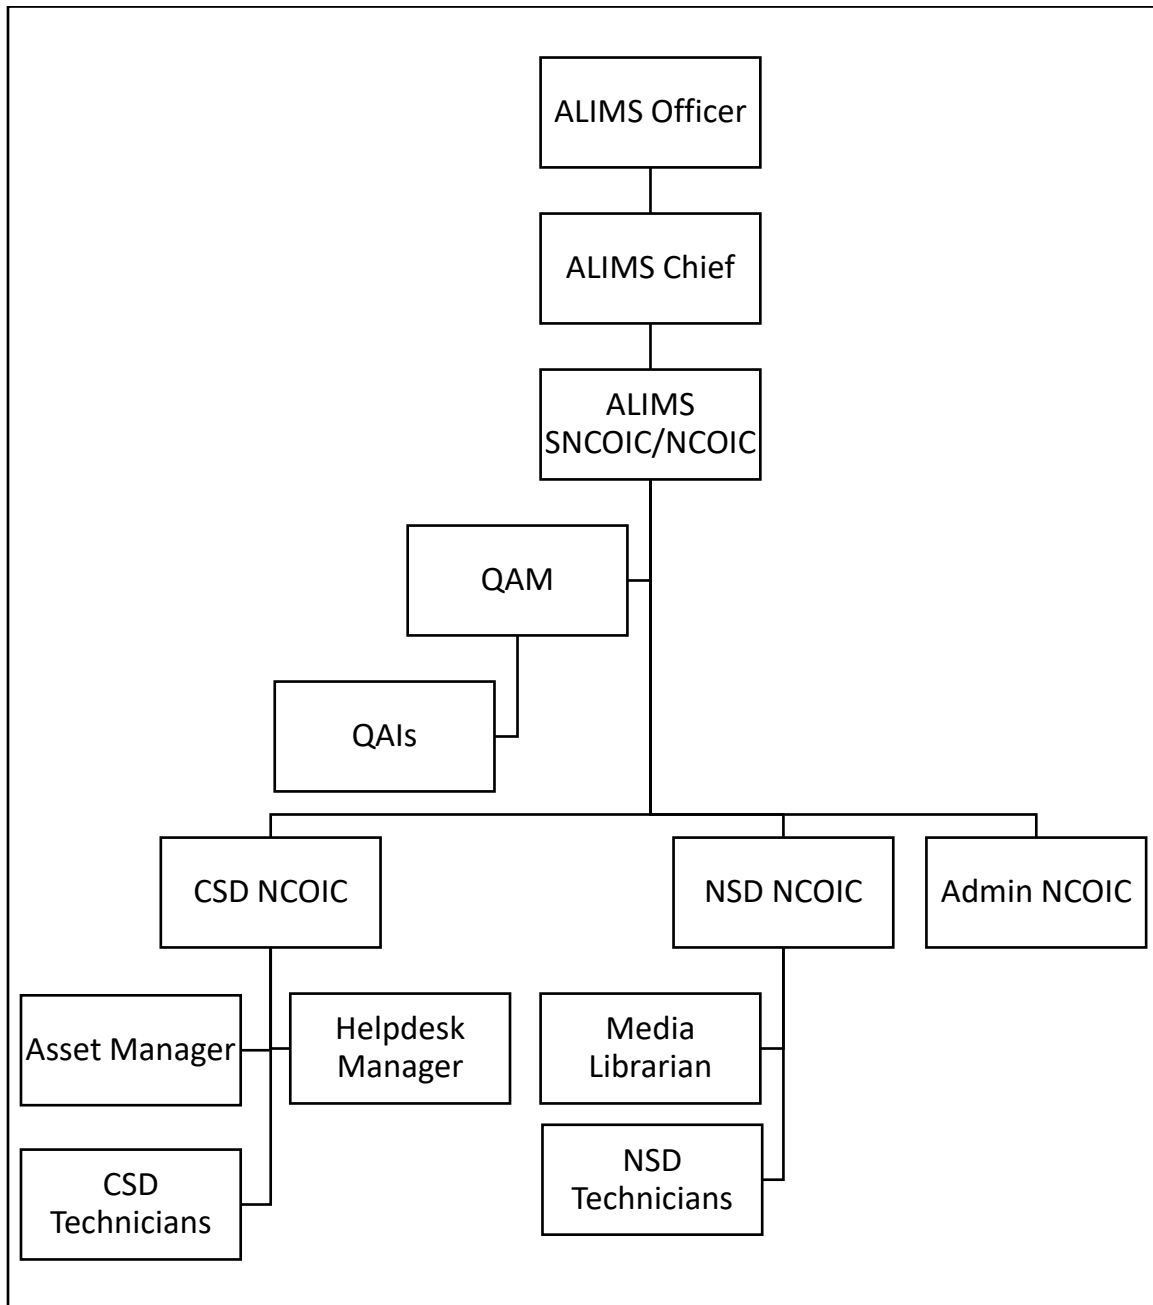 ALIMS Officer
ALIMS Chief
ALIMS
SNCOIC/NCOIC
QAM
QAIs
CSD NCOIC
NSD NCOIC
Admin NCOIC
Asset Manager
Helpdesk
Manager
Media
Librarian
CSD
Technicians
NSD
Technicians